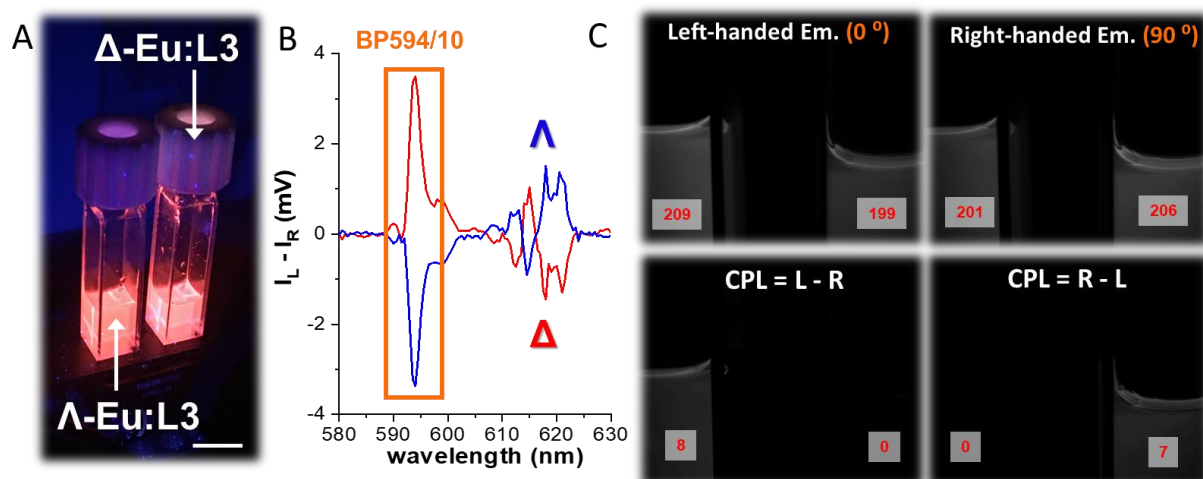 A
Δ-Eu:L3
Λ-Eu:L3
B
BP594/10
I_L - I_R (mV)
4
2
0
-2
-4
Λ
Δ
580
590
600
610
620
630
wavelength (nm)
C
Left-handed Em. (0 º)
209
199
Right-handed Em. (90 º)
201
206
CPL = L - R
8
0
CPL = R - L
0
7